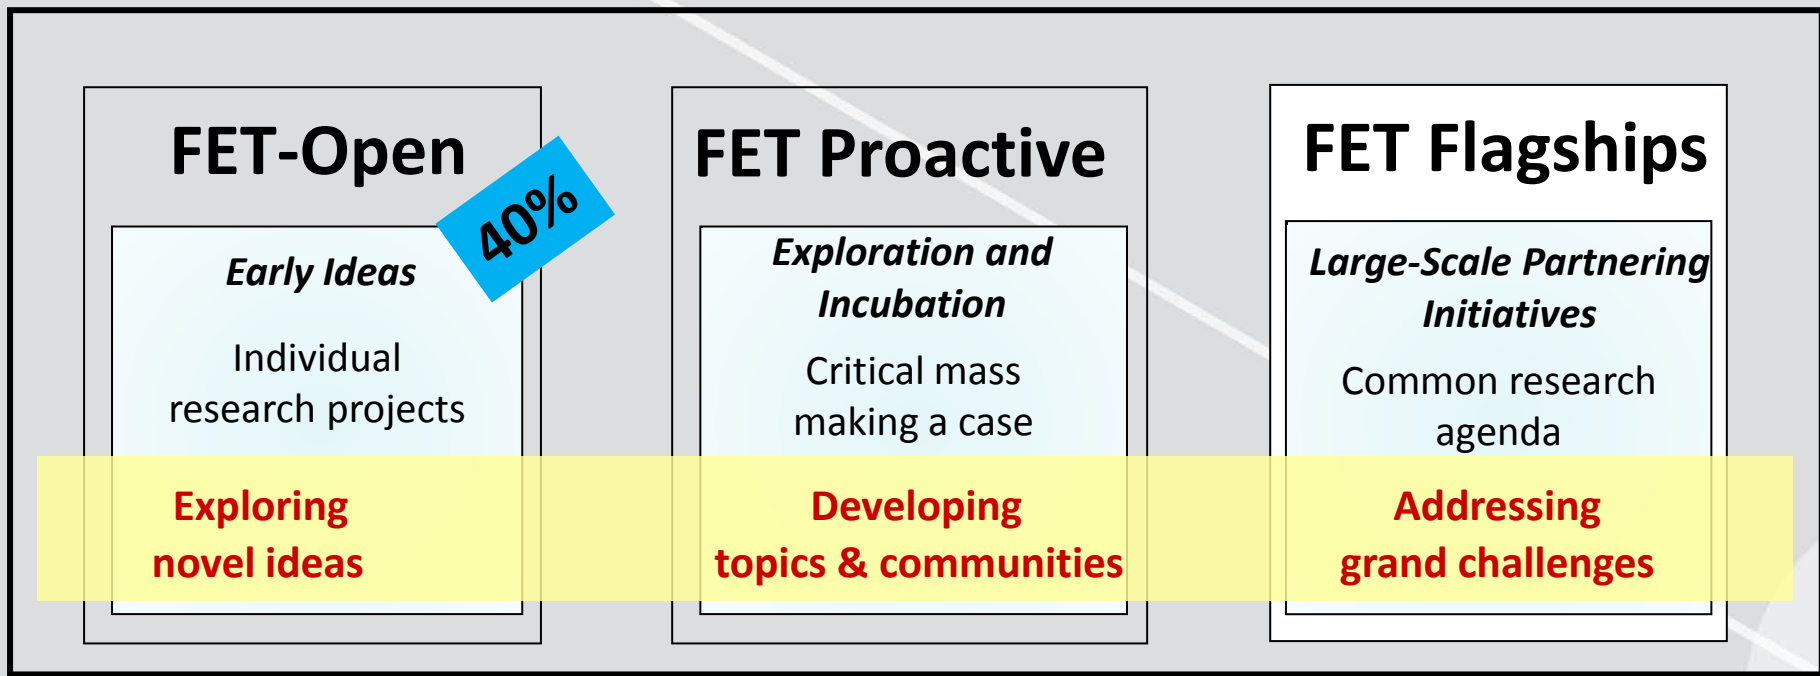 FET-Open
40%
Early Ideas
Individual
research projects
Exploring
novel ideas
FET Proactive
Exploration and
Incubation
Critical mass
making a case
Developing
topics & communities
FET Flagships
Large-Scale Partnering
Initiatives
Common research
agenda
Addressing
grand challenges